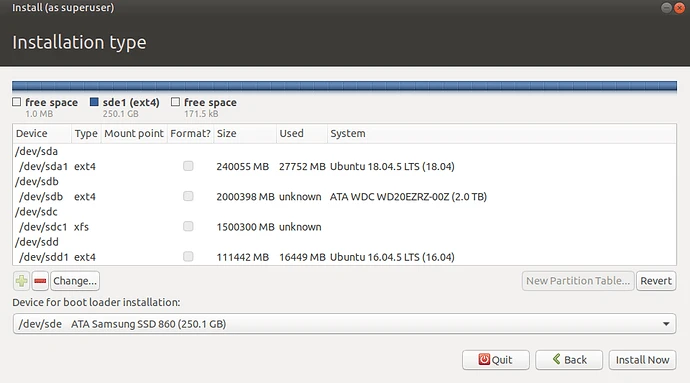 Install (as superuser)
Installation type
free space sde1 (ext4) free space
1.0 MB 250.1 GB 171.5 kB
Device Type Mount point Format? Size Used System
/dev/sda
/dev/sda1 ext4 240055 MB 27752 MB Ubuntu 18.04.5 LTS (18.04)
/dev/sdb
/dev/sdb ext4 2000398 MB unknown ATA WDC WD20EZRZ-00Z (2.0 TB)
/dev/sdc
/dev/sdc1 xfs 1500300 MB unknown
/dev/sdd
/dev/sdd1 ext4 111442 MB 16449 MB Ubuntu 16.04.5 LTS (16.04)
Change... New Partition Table... Revert
Device for boot loader installation:
/dev/sde ATA Samsung SSD 860 (250.1 GB)
Quit Back Install Now